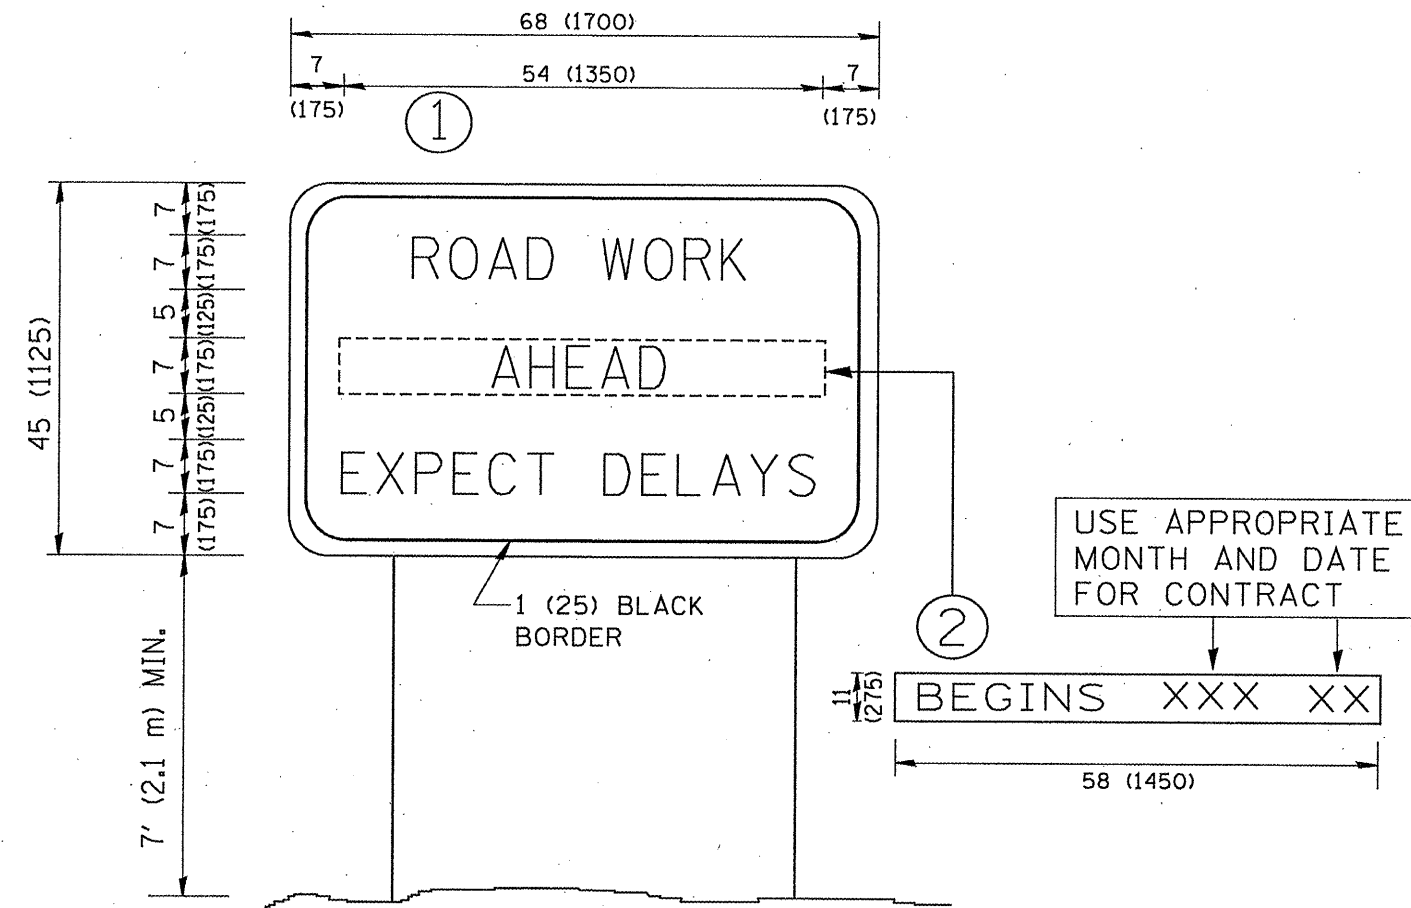 68 (1700)
7
54 (1350)
7
(175)
(175)
1
7
(175)
7
(175)
5
(125)
7
(175)
5
(125)
7
(175)
7
(175)
45 (1125)
ROAD WORK
AHEAD
EXPECT DELAYS
1 (25) BLACK
BORDER
7' (2.1 m) MIN.
USE APPROPRIATE
MONTH AND DATE
FOR CONTRACT
2
11
(275)
BEGINS XXX XX
58 (1450)